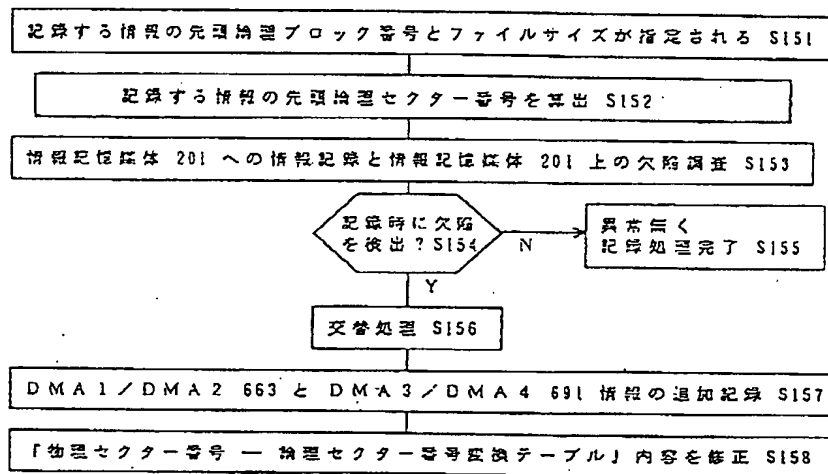 記録する情報の先頭論理ブロック番号とファイルサイズが指定される S151
記録する情報の先頭論理セクター番号を算出 S152
情報記憶媒体 201 への情報記録と情報記憶媒体 201 上の欠陥調査 S153
記録時に欠陥
を検出？S154
N
異常無く
記録処理完了 S155
Y
交替処理 S156
DMA1／DMA2 663 と DMA3／DMA4 691 情報の追加記録 S157
『物理セクター番号 ― 論理セクター番号変換テーブル』内容を修正 S158